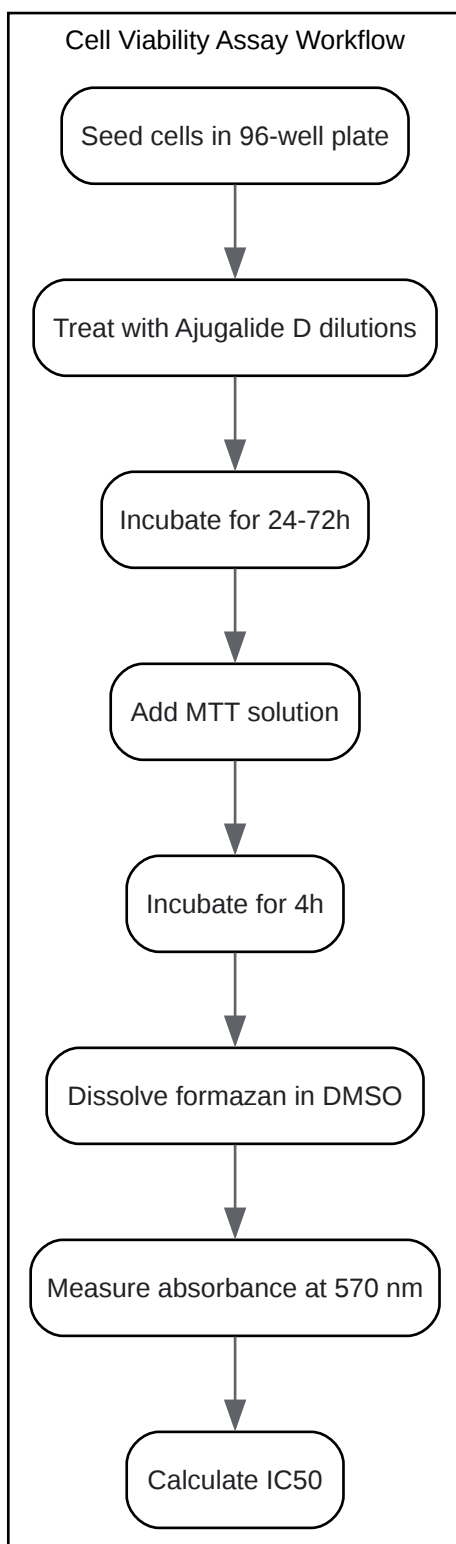 Cell Viability Assay Workflow
Seed cells in 96-well plate
Treat with Ajugalide D dilutions
Incubate for 24-72h
Add MTT solution
Incubate for 4h
Dissolve formazan in DMSO
Measure absorbance at 570 nm
Calculate IC50